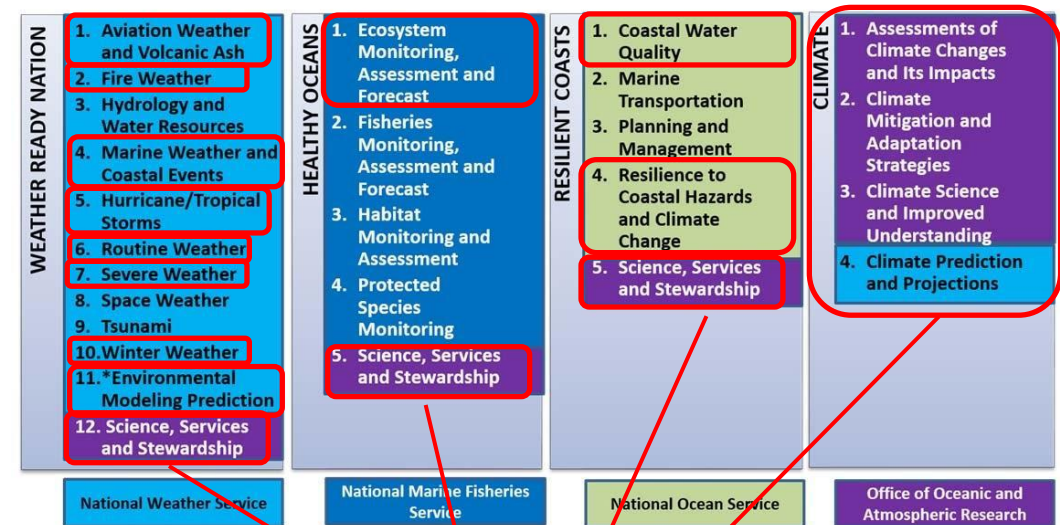 WEATHER READY NATION
1. Aviation Weather
and Volcanic Ash
2. Fire Weather
3. Hydrology and
Water Resources
4. Marine Weather and
Coastal Events
5. Hurricane/Tropical
Storms
6. Routine Weather
7. Severe Weather
8. Space Weather
9. Tsunami
10.Winter Weather
11.*Environmental
Modeling Prediction
12. Science, Services
and Stewardship
National Weather Service
HEALTHY OCEANS
1. Ecosystem
Monitoring,
Assessment and
Forecast
2. Fisheries
Monitoring,
Assessment and
Forecast
3. Habitat
Monitoring and
Assessment
4. Protected
Species
Monitoring
5. Science, Services
and Stewardship
National Marine Fisheries
Service
RESILIENT COASTS
1. Coastal Water
Quality
2. Marine
Transportation
3. Planning and
Management
4. Resilience to
Coastal Hazards
and Climate
Change
5. Science, Services
and Stewardship
National Ocean Service
CLIMATE
1. Assessments of
Climate Changes
and Its Impacts
2. Climate
Mitigation and
Adaptation
Strategies
3. Climate Science
and Improved
Understanding
4. Climate Prediction
and Projections
Office of Oceanic and
Atmospheric Research